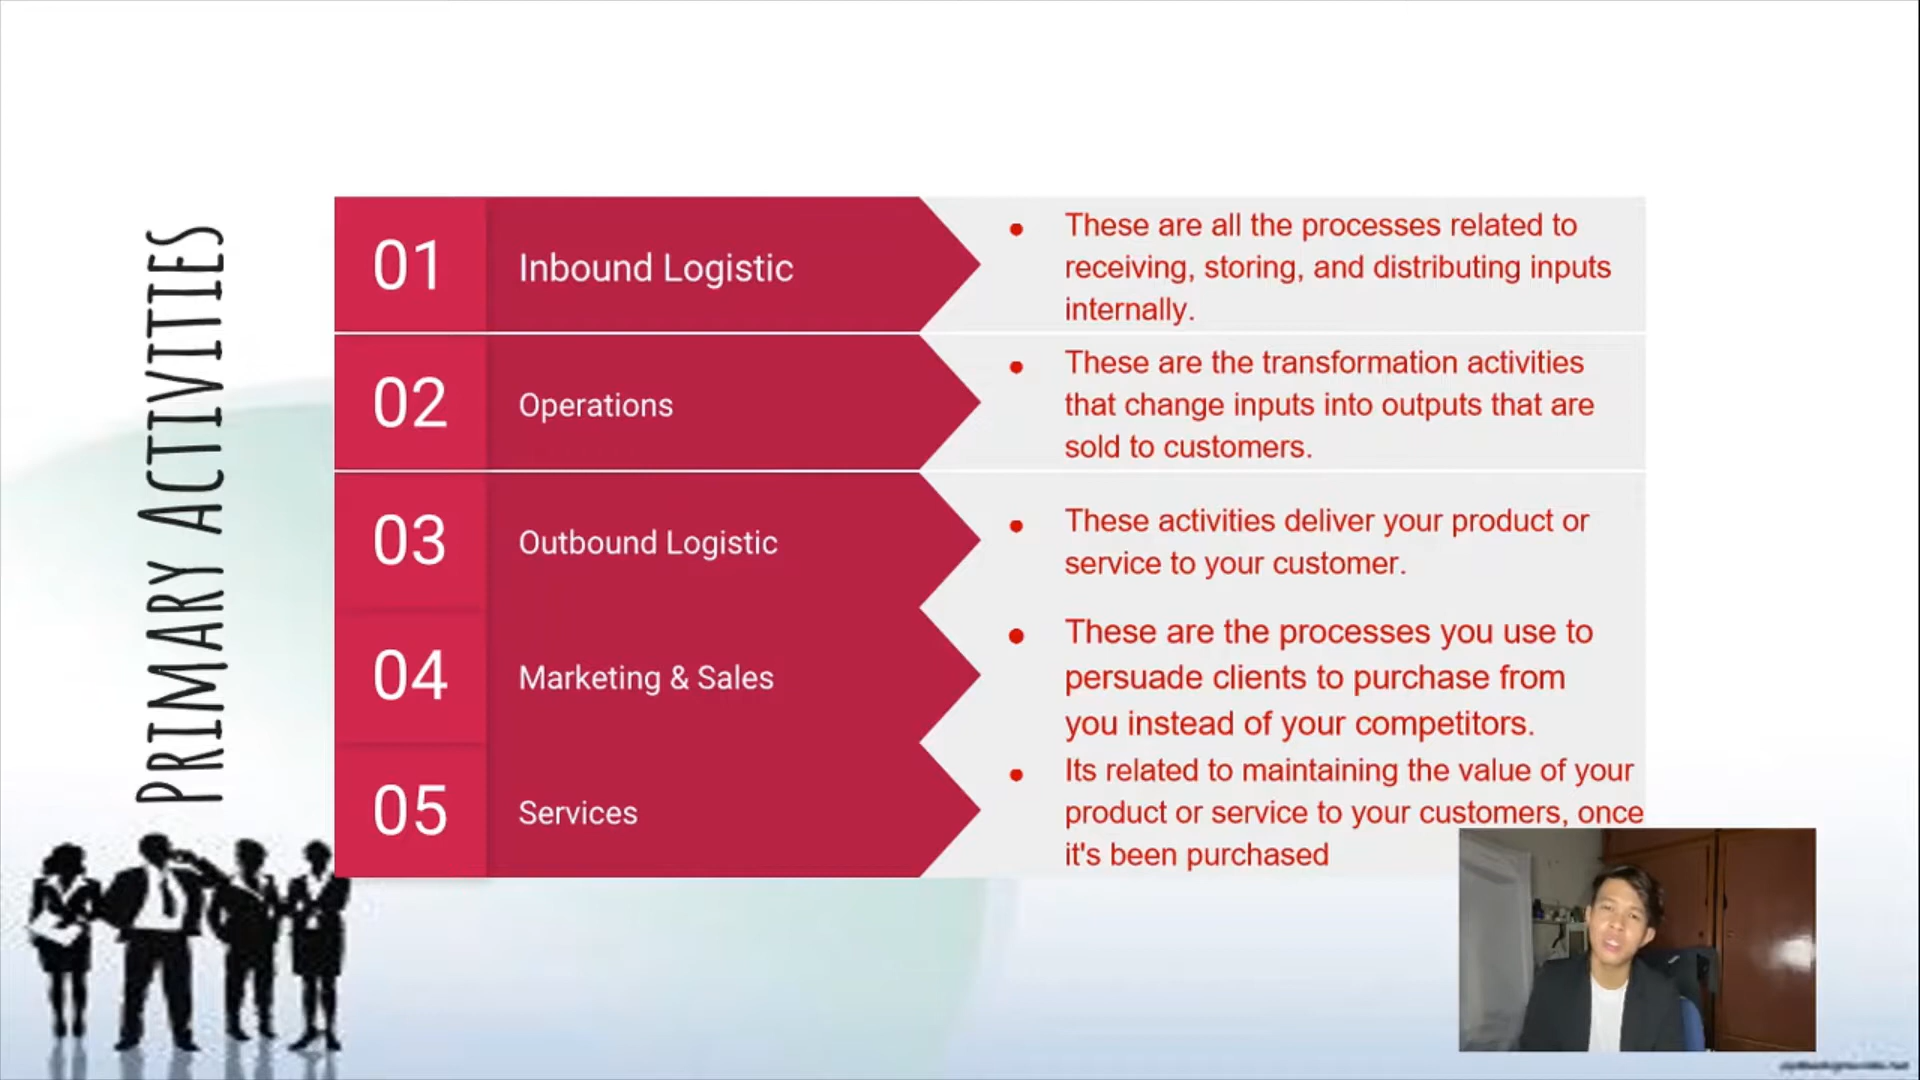 PRIMARY ACTIVITIES
01
Inbound Logistic
These are all the processes related to
receiving, storing, and distributing inputs
internally.
02
Operations
These are the transformation activities
that change inputs into outputs that are
sold to customers.
03
Outbound Logistic
These activities deliver your product or
service to your customer.
04
Marketing & Sales
These are the processes you use to
persuade clients to purchase from
you instead of your competitors.
05
Services
Its related to maintaining the value of your
product or service to your customers, once
it's been purchased